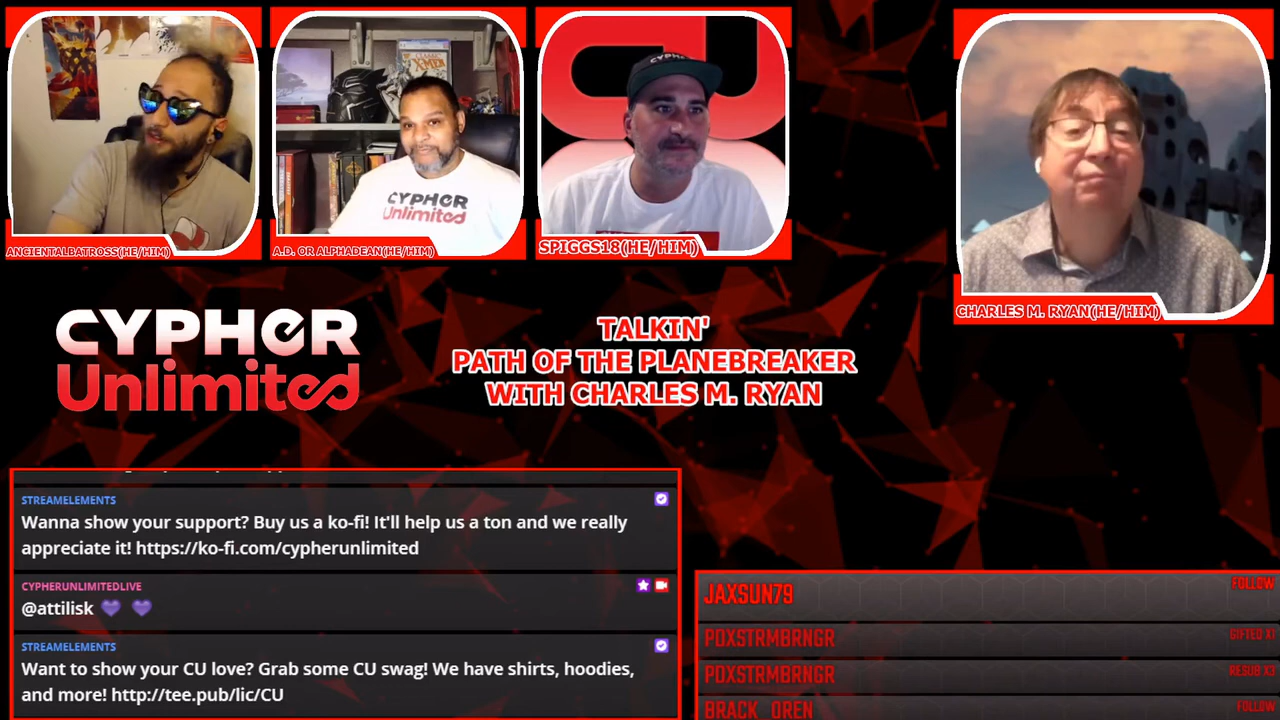 CLASSIC
X-MEN
CYPHER
Unlimited
CYPH
ANCIENTALBATROSS(HE/HIM)
A.D. OR ALPHADEAN(HE/HIM)
SPIGGS18(HE/HIM)
CHARLES M. RYAN(HE/HIM)
CYPHER
Unlimited
TALKIN'
PATH OF THE PLANEBREAKER
WITH CHARLES M. RYAN
STREAMELEMENTS
Wanna show your support? Buy us a ko-fi! It'll help us a ton and we really
appreciate it! https://ko-fi.com/cypherunlimited
CYPHERUNLIMITEDLIVE
@attilisk
STREAMELEMENTS
Want to show your CU love? Grab some CU swag! We have shirts, hoodies,
and more! http://tee.pub/lic/CU
JAXSUN79 FOLLOW
PDXSTRMBRNGR GIFTED X1
PDXSTRMBRNGR RESUB X3
BRACK_OREN FOLLOW